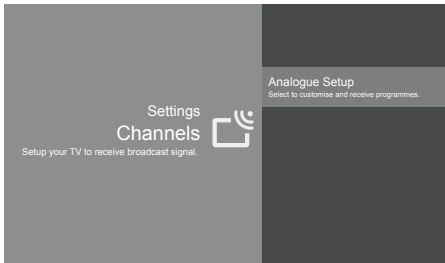 Settings
Channels
Setup your TV to receive broadcast signal.
Analogue Setup
Select to customise and receive programmes.